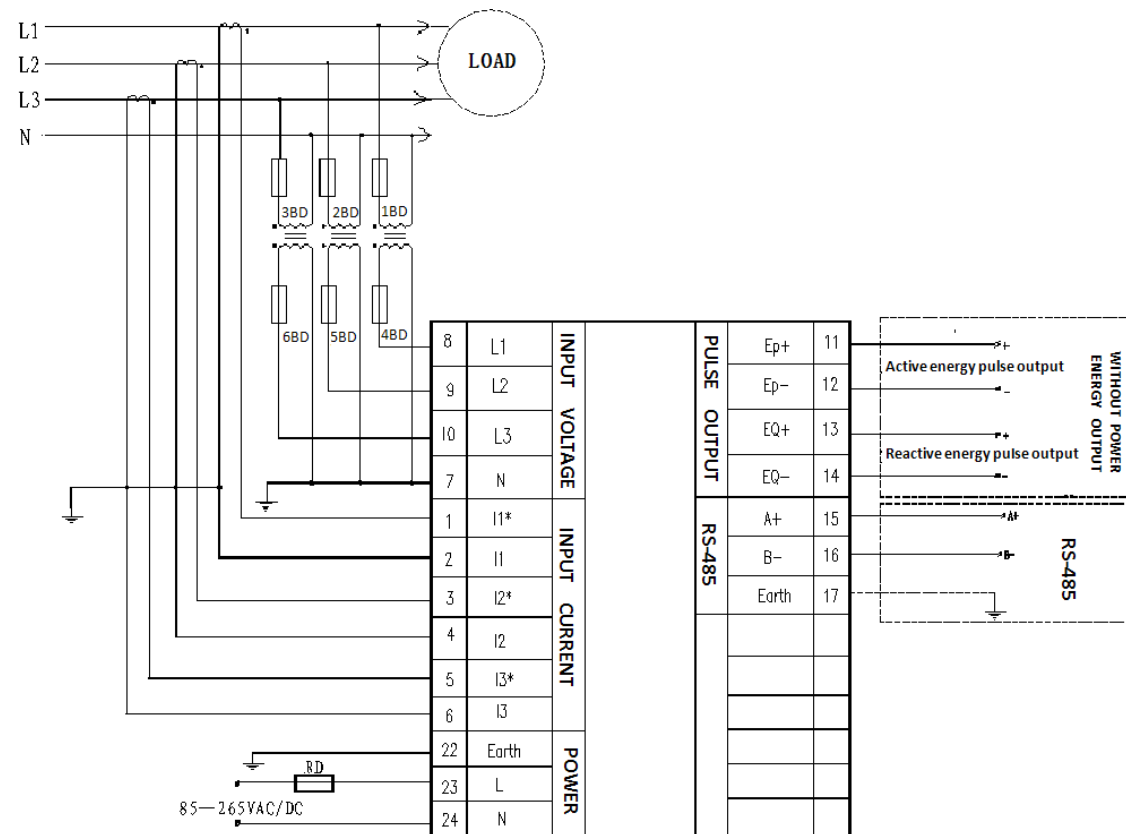 L1
L2
L3
N
LOAD
3BD
2BD
1BD
6BD
5BD
4BD
8
L1
9
L2
10
L3
7
N
INPUT VOLTAGE
1
I1*
2
I1
3
I2*
4
I2
5
I3*
6
I3
INPUT CURRENT
22
Earth
23
L
24
N
POWER
RD
85—265VAC/DC
PULSE OUTPUT
Ep+
11
Ep-
12
EQ+
13
EQ-
14
RS-485
A+
15
B-
16
Earth
17
+
Active energy pulse output
-
+
Reactive energy pulse output
-
WITHOUT POWER
ENERGY OUTPUT
A+
B-
RS-485